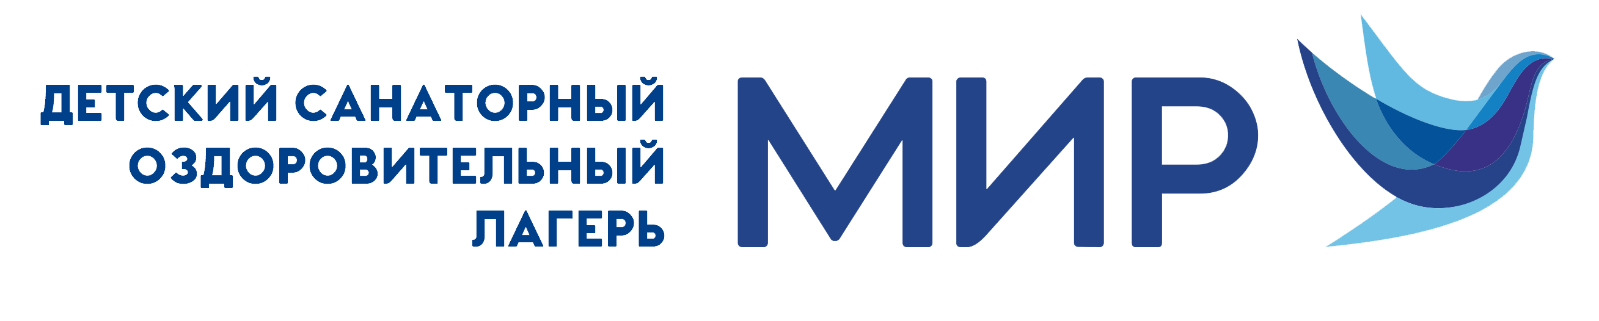 ДЕТСКИЙ САНАТОРНЫЙ
ОЗДОРОВИТЕЛЬНЫЙ
ЛАГЕРЬ
МИР